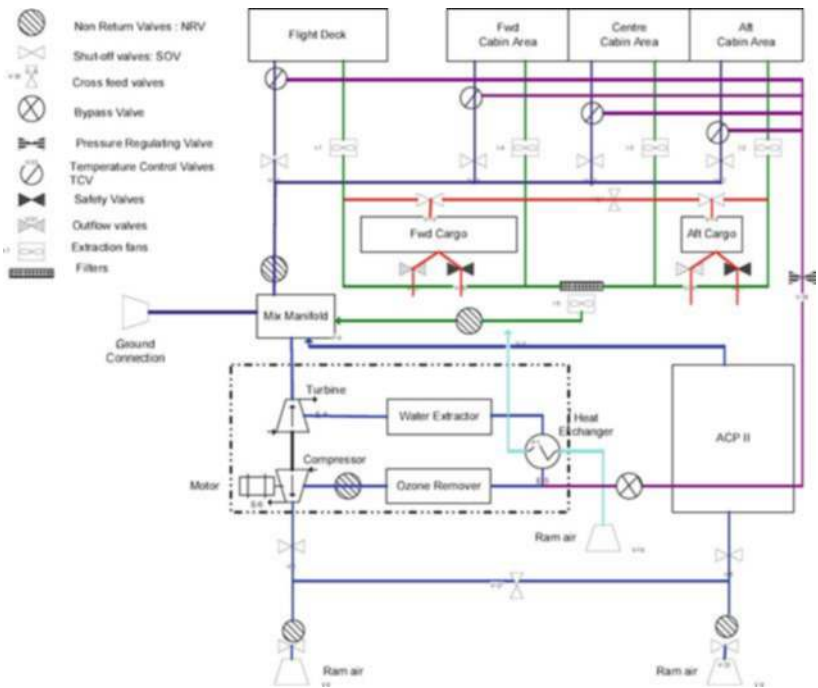 Non Return Valves : NRV
Shut-off valves: SOV
Cross feed valves
Bypass Valve
Pressure Regulating Valve
Temperature Control Valves
TCV
Safety Valves
Outflow valves
Extraction fans
Filters
Flight Deck
Fwd
Cabin Area
Centre
Cabin Area
Aft
Cabin Area
Fwd Cargo
Aft Cargo
Mix Manifold
Ground
Connection
Turbine
Water Extractor
Heat
Exchanger
ACP II
Compressor
Motor
Ozone Remover
Ram air
Ram air
Ram air